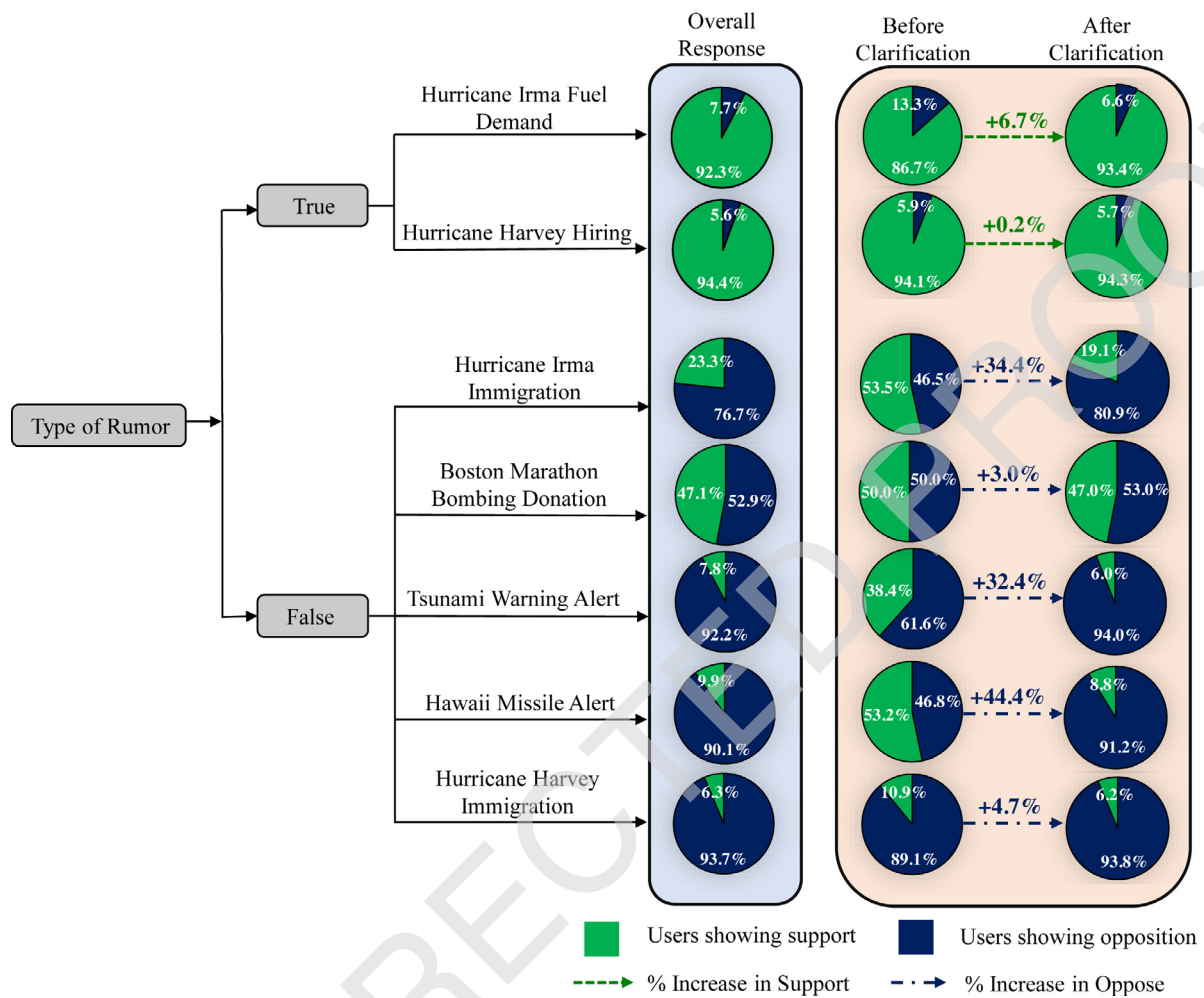 Overall
Response
Before
Clarification
After
Clarification
Hurricane Irma Fuel
Demand
7.7%
92.3%
13.3%
86.7%
+6.7%
6.6%
93.4%
True
Hurricane Harvey Hiring
5.6%
94.4%
5.9%
94.1%
+0.2%
5.7%
94.3%
Type of Rumor
Hurricane Irma
Immigration
23.3%
76.7%
53.5%
46.5%
+34.4%
19.1%
80.9%
Boston Marathon
Bombing Donation
47.1%
52.9%
50.0%
50.0%
+3.0%
47.0%
53.0%
False
Tsunami Warning Alert
7.8%
92.2%
38.4%
61.6%
+32.4%
6.0%
94.0%
Hawaii Missile Alert
9.9%
90.1%
53.2%
46.8%
+44.4%
8.8%
91.2%
Hurricane Harvey
Immigration
6.3%
93.7%
10.9%
89.1%
+4.7%
6.2%
93.8%
Users showing support
Users showing opposition
% Increase in Support
% Increase in Oppose
RECTED PROO